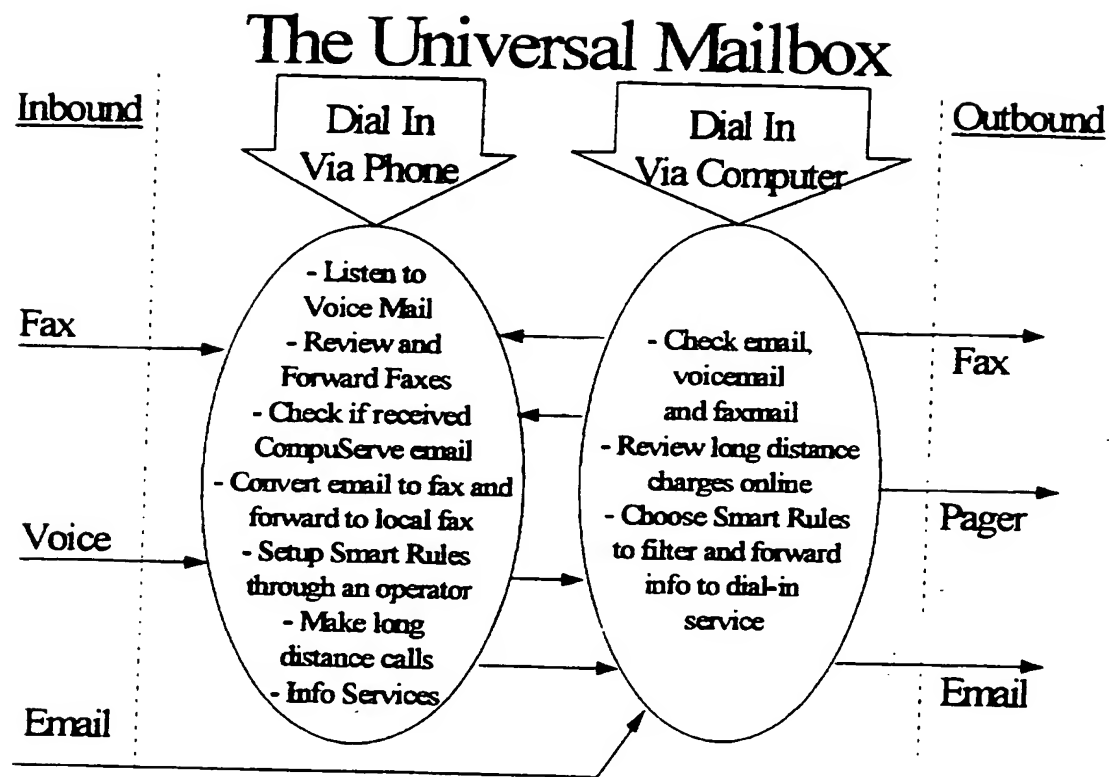 The Universal Mailbox
Inbound
Dial In
Via Phone
Dial In
Via Computer
Outbound
Fax
Voice
Email
- Listen to
Voice Mail
- Review and
Forward Faxes
- Check if received
CompuServe email
- Convert email to fax and
forward to local fax
- Setup Smart Rules
through an operator
- Make long
distance calls
- Info Services
- Check email,
voicemail
and faxmail
- Review long distance
charges online
- Choose Smart Rules
to filter and forward
info to dial-in
service
Fax
Pager
Email